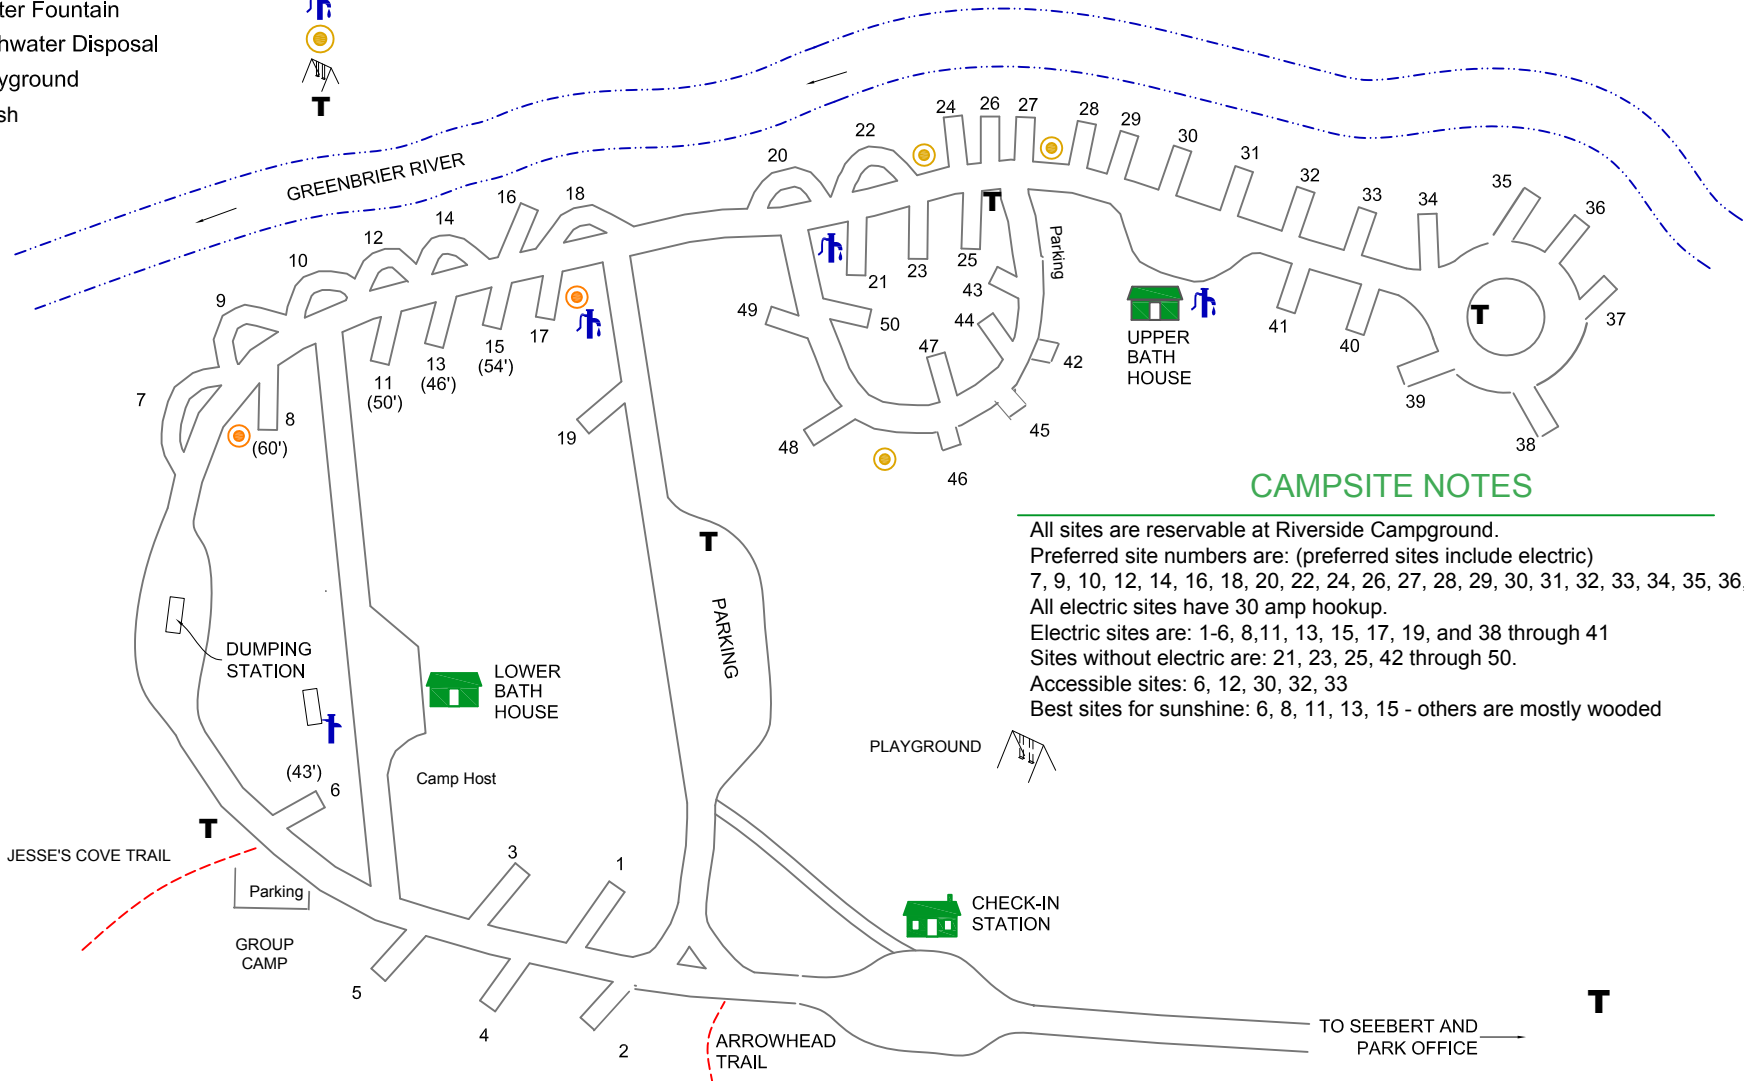 ter Fountain
hwater Disposal
yground
sh
T
GREENBRIER RIVER
7
8
(60')
9
10
11
(50')
12
13
(46')
14
15
(54')
16
17
18
19
20
21
22
23
24
25
26
27
28
29
30
31
32
33
34
35
36
37
38
39
40
41
42
43
44
45
46
47
48
49
50
T
Parking
UPPER
BATH
HOUSE
T
T
PARKING
CAMPSITE NOTES
All sites are reservable at Riverside Campground.
Preferred site numbers are: (preferred sites include electric)
7, 9, 10, 12, 14, 16, 18, 20, 22, 24, 26, 27, 28, 29, 30, 31, 32, 33, 34, 35, 36,
All electric sites have 30 amp hookup.
Electric sites are: 1-6, 8,11, 13, 15, 17, 19, and 38 through 41
Sites without electric are: 21, 23, 25, 42 through 50.
Accessible sites: 6, 12, 30, 32, 33
Best sites for sunshine: 6, 8, 11, 13, 15 - others are mostly wooded
DUMPING
STATION
LOWER
BATH
HOUSE
PLAYGROUND
Camp Host
(43')
6
T
JESSE'S COVE TRAIL
Parking
GROUP
CAMP
3
1
5
4
2
CHECK-IN
STATION
ARROWHEAD
TRAIL
T
TO SEEBERT AND
PARK OFFICE